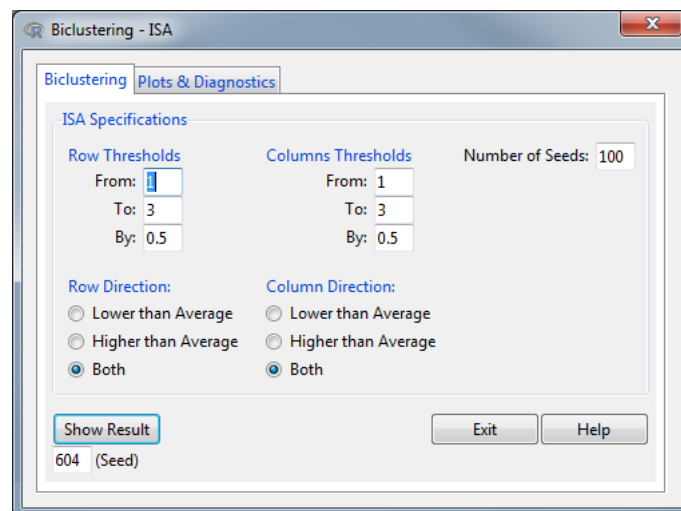 Biclustering - ISA
Biclustering Plots & Diagnostics
ISA Specifications
Row Thresholds Columns Thresholds Number of Seeds: 100
From: 1 From: 1
To: 3 To: 3
By: 0.5 By: 0.5
Row Direction: Column Direction:
Lower than Average Lower than Average
Higher than Average Higher than Average
Both Both
Show Result Exit Help
604 (Seed)